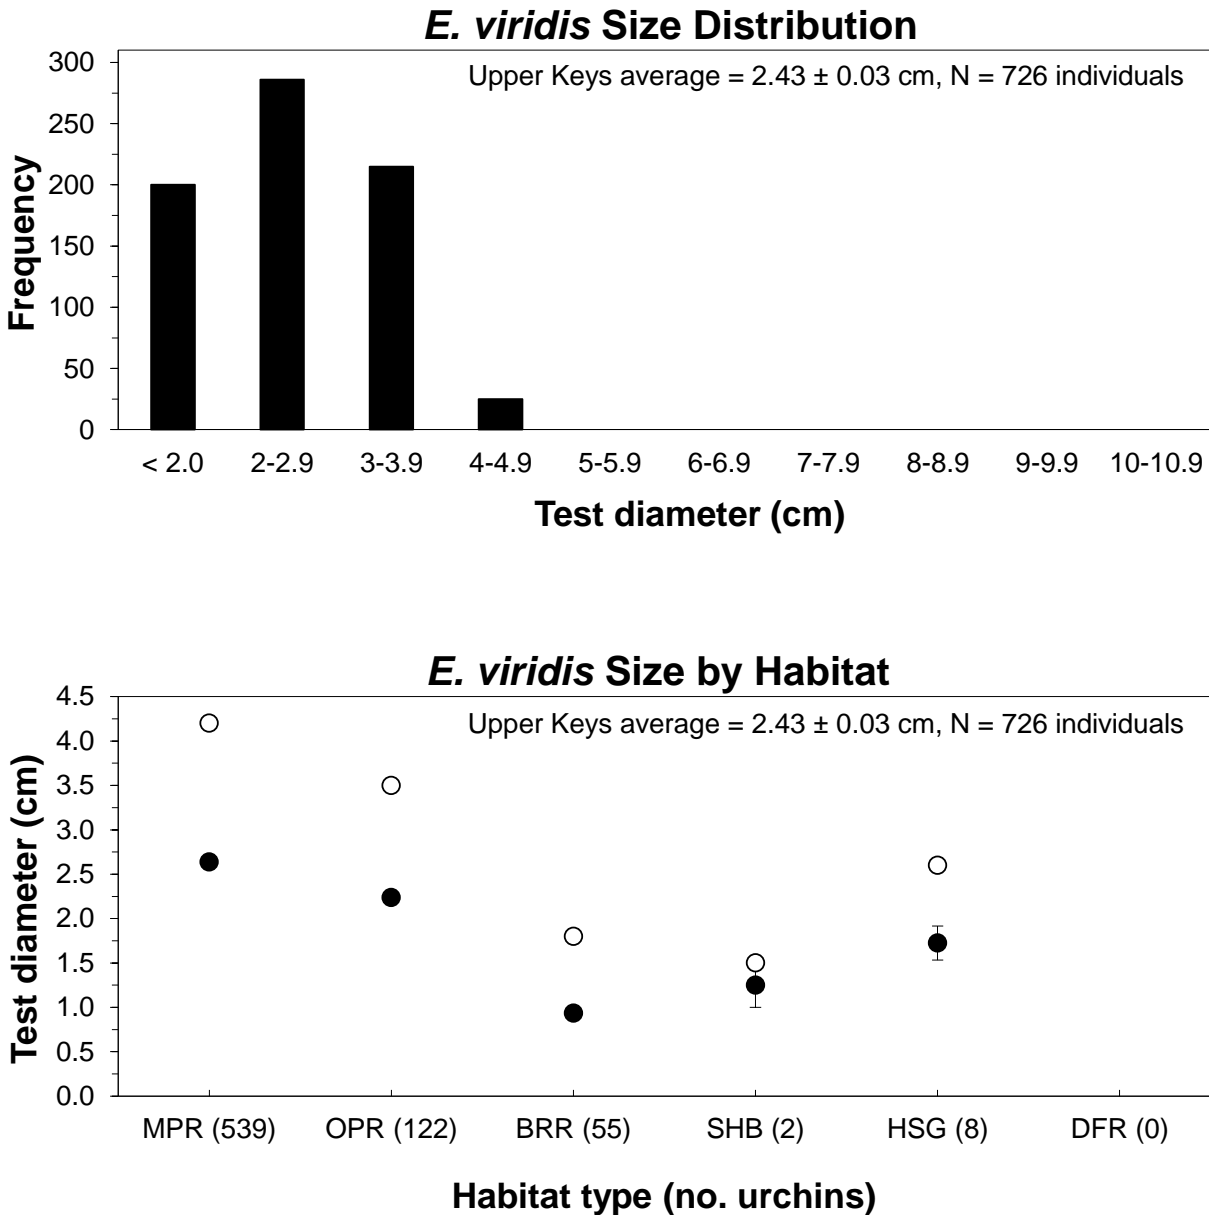 E. viridis Size Distribution
Upper Keys average = 2.43 ± 0.03 cm, N = 726 individuals
300
250
200
150
100
50
0
Frequency
< 2.0 2-2.9 3-3.9 4-4.9 5-5.9 6-6.9 7-7.9 8-8.9 9-9.9 10-10.9
Test diameter (cm)
E. viridis Size by Habitat
Upper Keys average = 2.43 ± 0.03 cm, N = 726 individuals
4.5
4.0
3.5
3.0
2.5
2.0
1.5
1.0
0.5
0.0
Test diameter (cm)
MPR (539) OPR (122) BRR (55) SHB (2) HSG (8) DFR (0)
Habitat type (no. urchins)